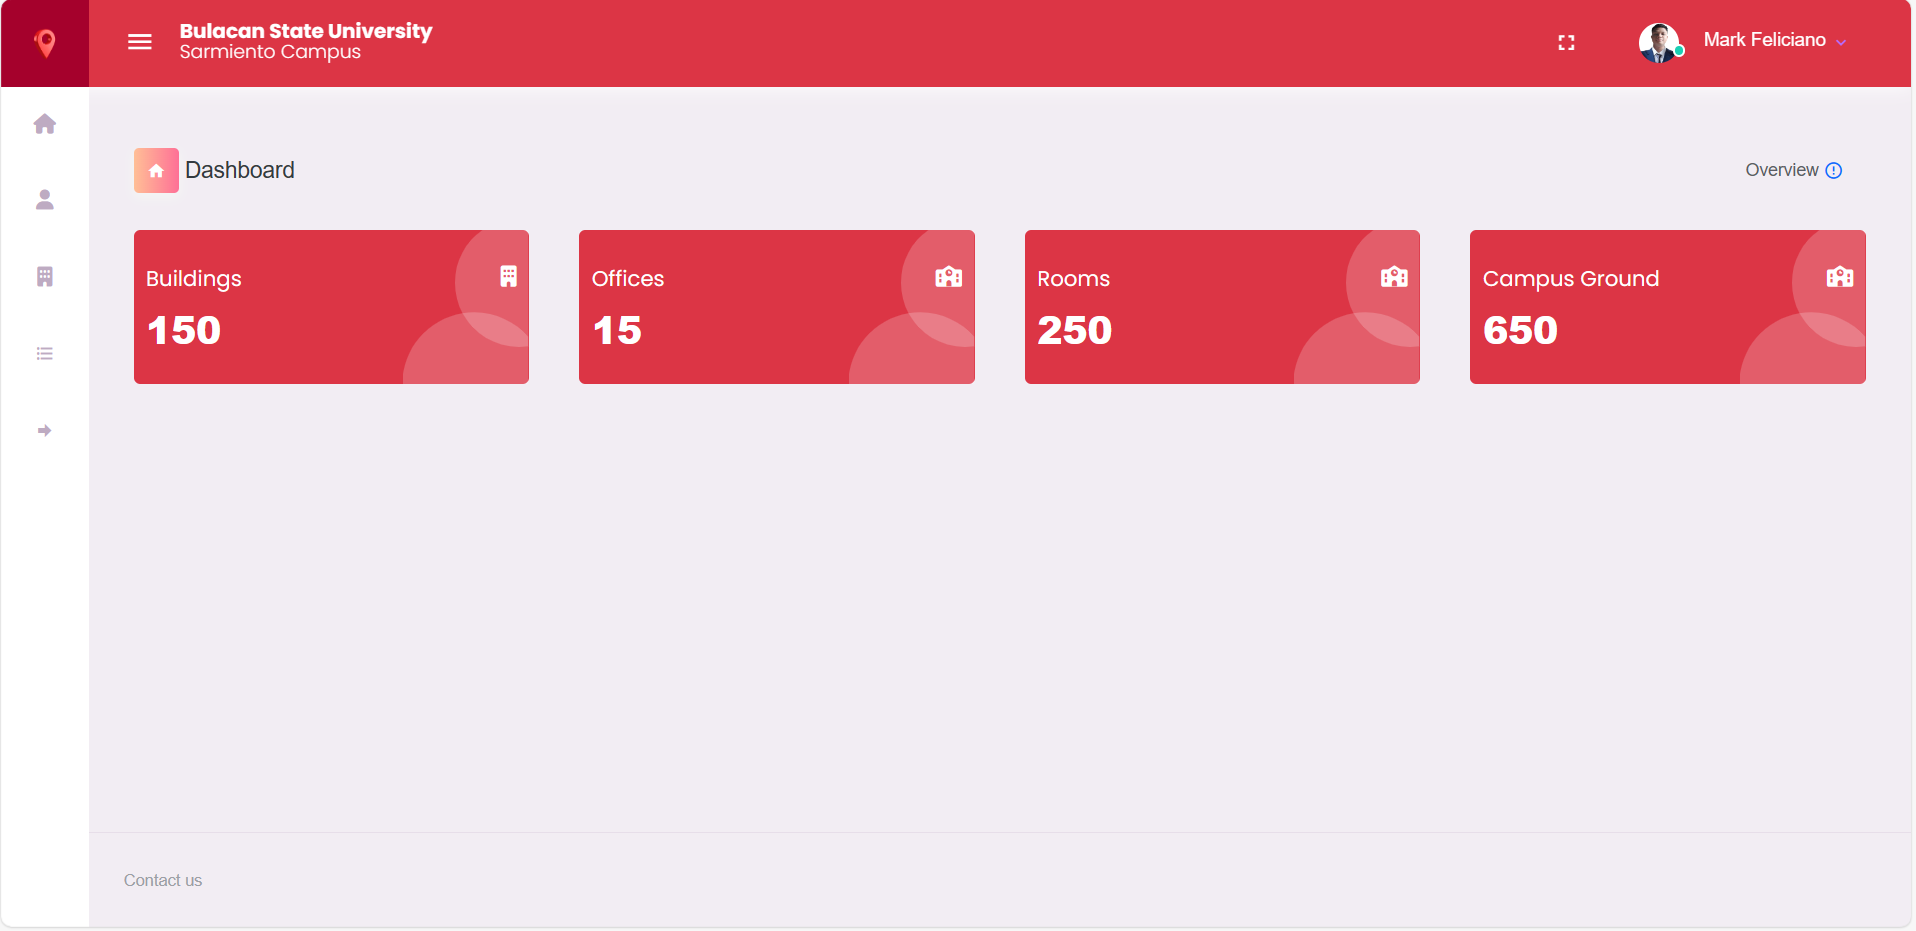 Bulacan State University
Sarmiento Campus
Mark Feliciano
Dashboard
Overview
Buildings
150
Offices
15
Rooms
250
Campus Ground
650
Contact us